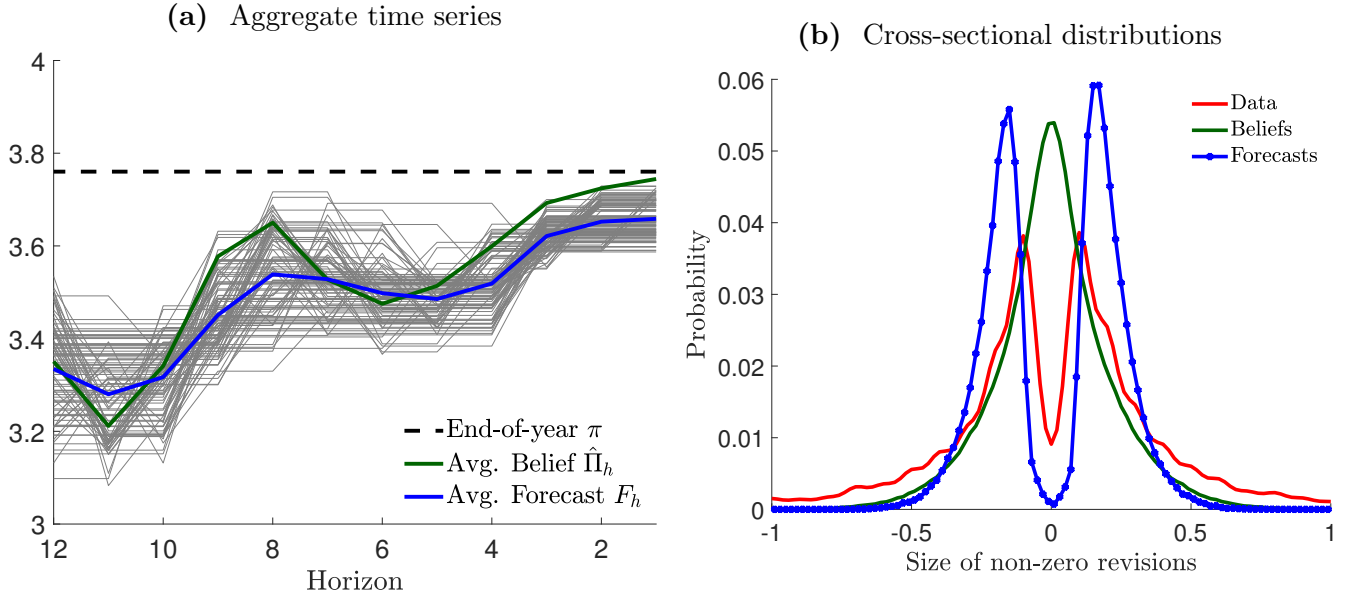 (a) Aggregate time series
4
3.8
3.6
3.4
3.2
3
12
10
8
6
4
2
Horizon
End-of-year π
Avg. Belief Π̂h
Avg. Forecast Fh
(b) Cross-sectional distributions
0.06
0.05
0.04
0.03
0.02
0.01
0
-1
-0.5
0
0.5
1
Probability
Size of non-zero revisions
Data
Beliefs
Forecasts